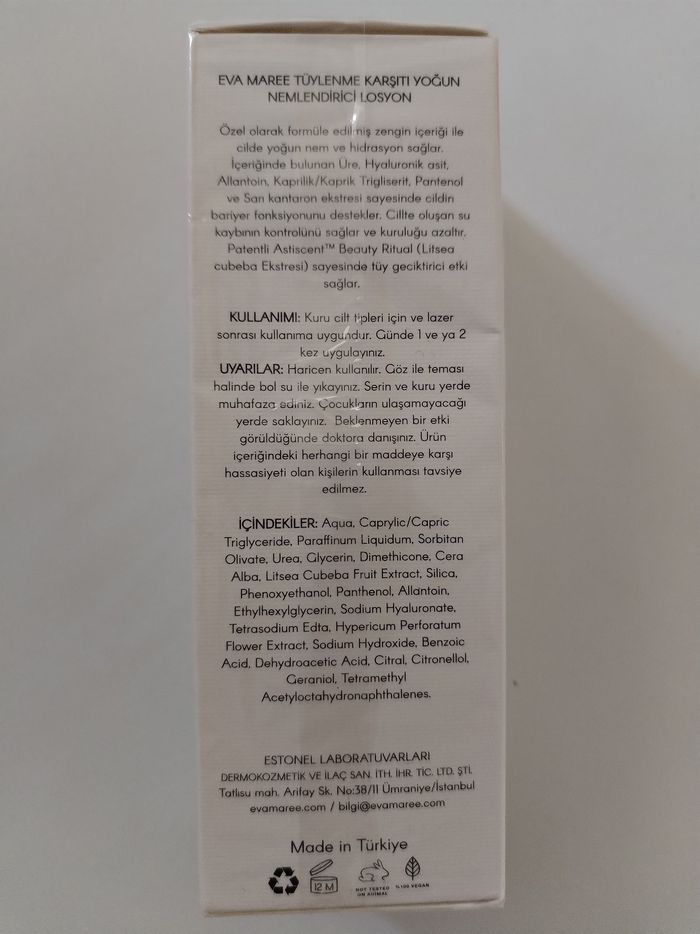 EVA MAREE TÜYLENME KARŞITI YOĞUN
NEMLENDİRİCİ LOSYON
Özel olarak formüle edilmiş zengin içeriği ile
cilde yoğun nem ve hidrasyon sağlar.
İçeriğinde bulunan Üre, Hyaluronik asit,
Allantoin, Kaprilik/Kaprik Trigliserit, Pantenol
ve Sarı kantaron ekstresi sayesinde cildin
bariyer fonksiyonunu destekler. Cillte oluşan su
kaybının kontrolünü sağlar ve kuruluğu azaltır.
Patentli Astiscent™ Beauty Ritual (Litsea
cubeba Ekstresi) sayesinde tüy geciktirici etki
sağlar.
KULLANIMI: Kuru cilt tipleri için ve lazer
sonrası kullanıma uygundur. Günde 1 ve ya 2
kez uygulayınız.
UYARILAR: Haricen kullanılır. Göz ile teması
halinde bol su ile yıkayınız. Serin ve kuru yerde
muhafaza ediniz. Çocukların ulaşamayacağı
yerde saklayınız. Beklenmeyen bir etki
görüldüğünde doktora danışınız. Ürün
içeriğindeki herhangi bir maddeye karşı
hassasiyeti olan kişilerin kullanması tavsiye
edilmez.
İÇİNDEKİLER: Aqua, Caprylic/Capric
Triglyceride, Paraffinum Liquidum, Sorbitan
Olivate, Urea, Glycerin, Dimethicone, Cera
Alba, Litsea Cubeba Fruit Extract, Silica,
Phenoxyethanol, Panthenol, Allantoin,
Ethylhexylglycerin, Sodium Hyaluronate,
Tetrasodium Edta, Hypericum Perforatum
Flower Extract, Sodium Hydroxide, Benzoic
Acid, Dehydroacetic Acid, Citral, Citronellol,
Geraniol, Tetramethyl
Acetyloctahydronaphthalenes.
ESTONEL LABORATUVARLARI
DERMOKOZMETİK VE İLAÇ SAN. İTH. İHR. TİC. LTD. ŞTİ.
Tatlısu mah. Arifay Sk. No:38/11 Ümraniye/İstanbul
evamaree.com / bilgi@evamaree.com
Made in Türkiye
12 M
NOT TESTED
ON ANIMAL
%100 VEGAN